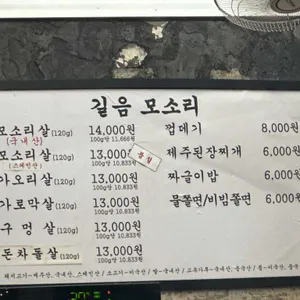 길음 모소리
모소리살(120g) 14,000원
(국내산) 100g당 11,666원
모소리살(120g) 13,000원
(스페인산) 100g당 10,833원
품절
가오리살(120g) 13,000원
100g당 10,833원
가로막살(120g) 13,000원
100g당 10,833원
구멍살(120g) 13,000원
100g당 10,833원
돈차돌살(120g) 13,000원
100g당 10,833원
껍데기 8,000원
제주된장찌개 6,000원
짜글이밥 6,000원
물쫄면/비빔쫄면 6,000원